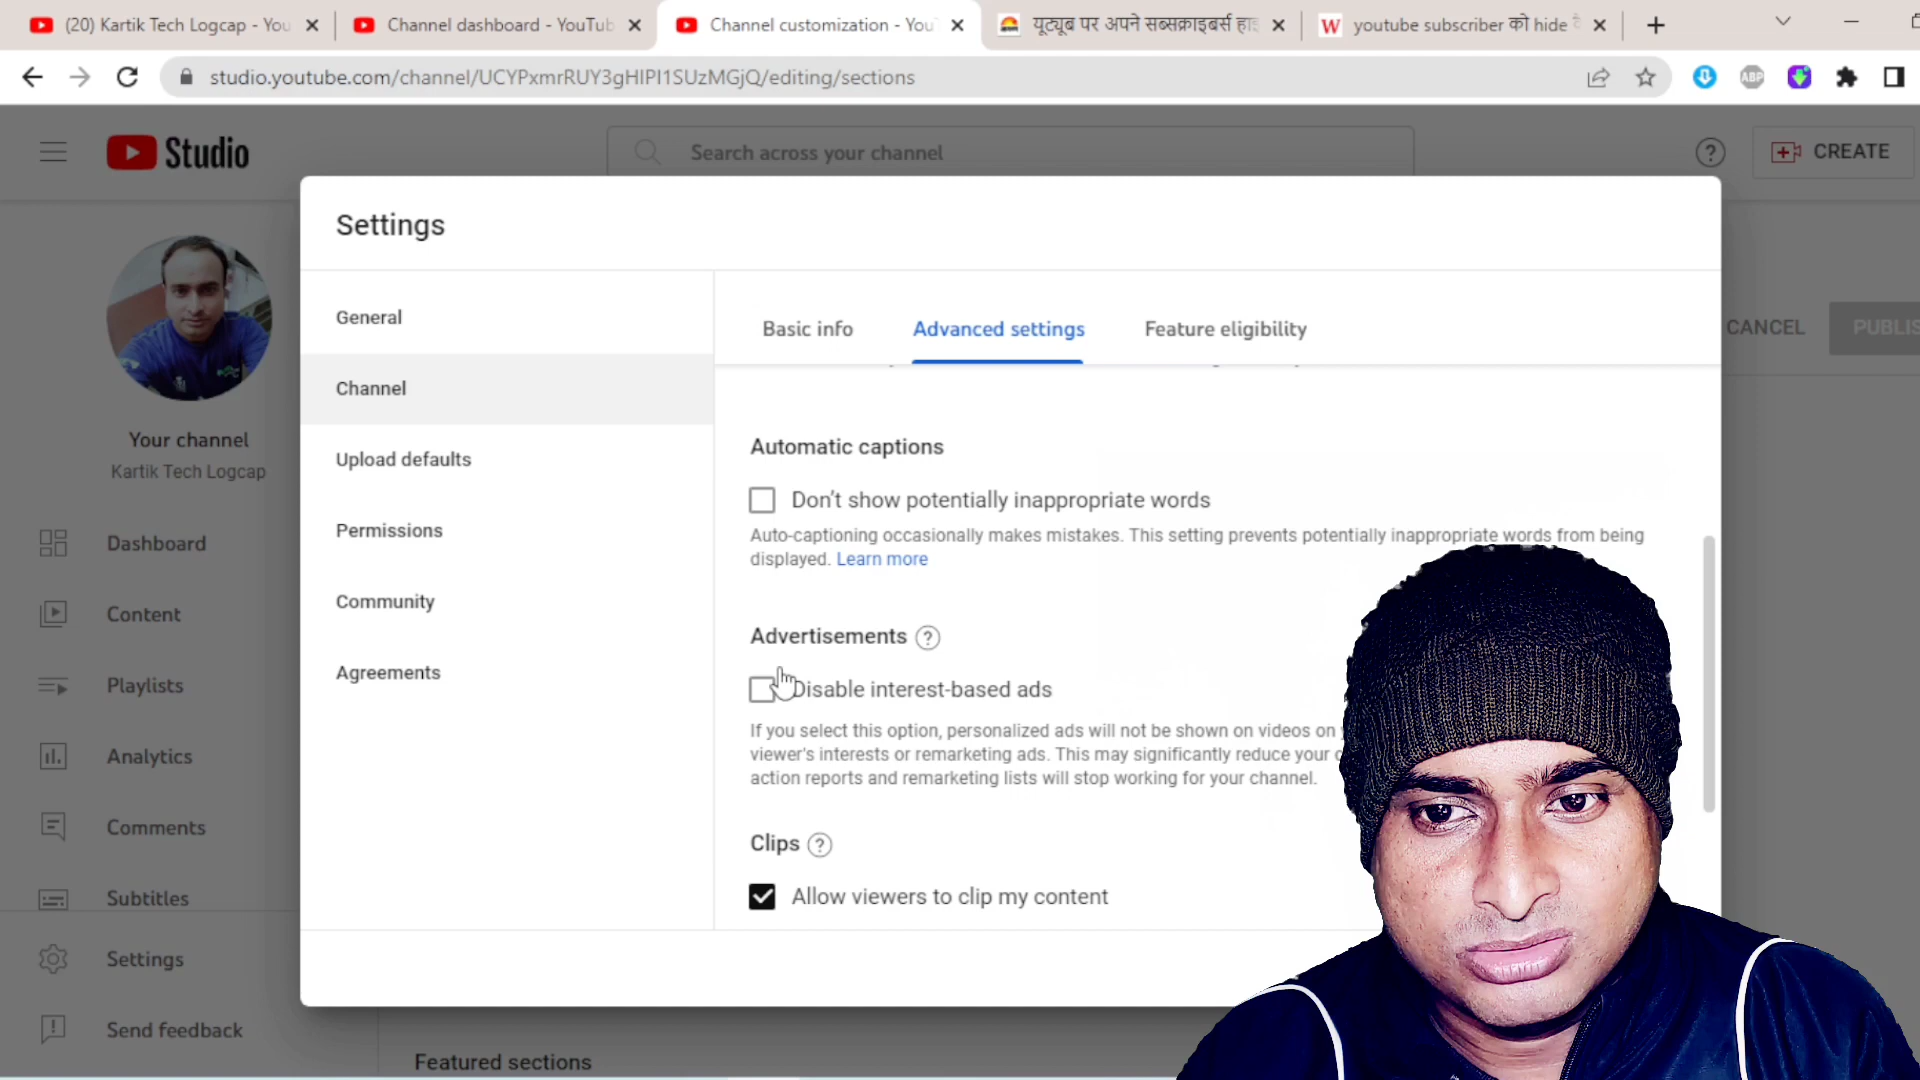 (20) Kartik Tech Logcap - You
Channel dashboard - YouTub
Channel customization - You
यूट्यूब पर अपने सब्सक्राइबर्स हाइ
youtube subscriber को hide
studio.youtube.com/channel/UCYPxmrRUY3gHIPI1SUzMGjQ/editing/sections
ABP
Studio
Search across your channel
CREATE
Settings
CANCEL
PUBLIS
Your channel
Kartik Tech Logcap
Dashboard
Content
Playlists
Analytics
Comments
Subtitles
Settings
Send feedback
General
Channel
Upload defaults
Permissions
Community
Agreements
Basic info
Advanced settings
Feature eligibility
Automatic captions
Don't show potentially inappropriate words
Auto-captioning occasionally makes mistakes. This setting prevents potentially inappropriate words from being
displayed. Learn more
Advertisements
Disable interest-based ads
If you select this option, personalized ads will not be shown on videos on
viewer's interests or remarketing ads. This may significantly reduce your
action reports and remarketing lists will stop working for your channel.
Clips
Allow viewers to clip my content
Featured sections